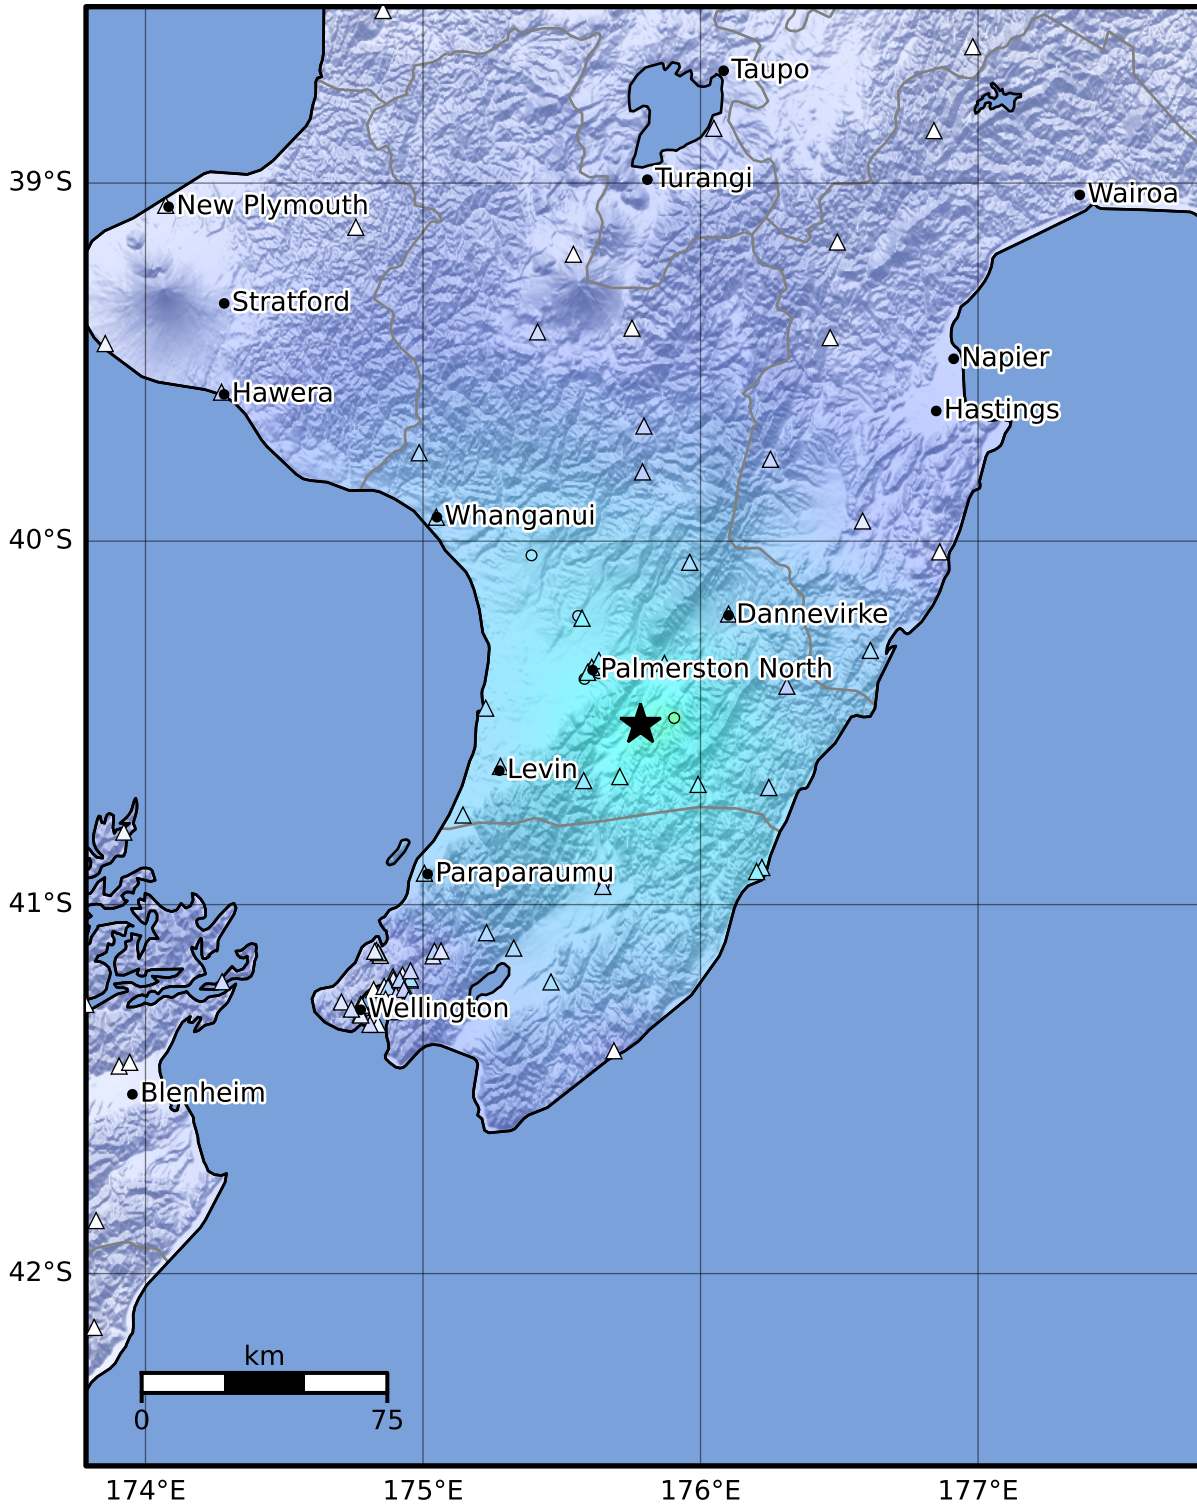 Taupo
Turangi
39°S
Wairoa
New Plymouth
Stratford
Napier
Hawera
Hastings
Whanganui
40°S
Dannevirke
Palmerston North
Levin
Paraparaumu
41°S
Wellington
Blenheim
42°S
km
0 75
174°E 175°E 176°E 177°E